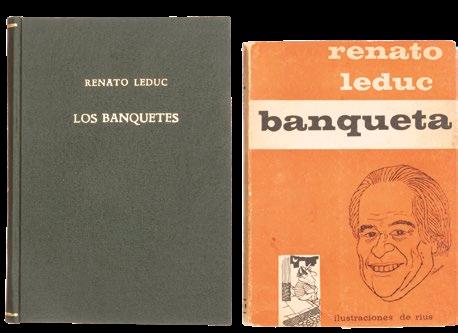 RENATO LEDUC
LOS BANQUETES
renato
leduc
banqueta
ilustraciones de rius